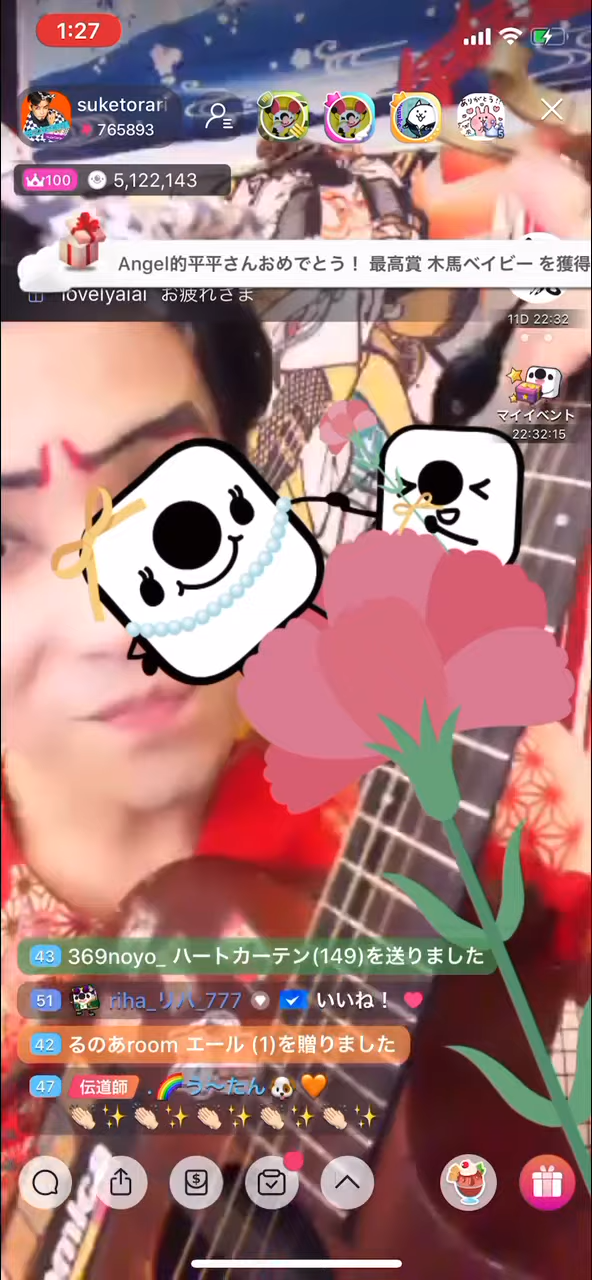 1:27
suketorari
765893
ありがとう!
100 5,122,143
Angel的平平さんおめでとう！ 最高賞 木馬ベイビー を獲得
lovelyaiai お疲れさま
11D 22:32
マイイベント
22:32:15
43 369noyo_ ハートカーテン(149)を送りました
51 riha_リハ_777 いいね！
42 るのあroom エール (1)を贈りました
47 伝道師 .🌈う〜たん🐶🧡
👏🏻✨👏🏻✨👏🏻✨👏🏻✨👏🏻✨